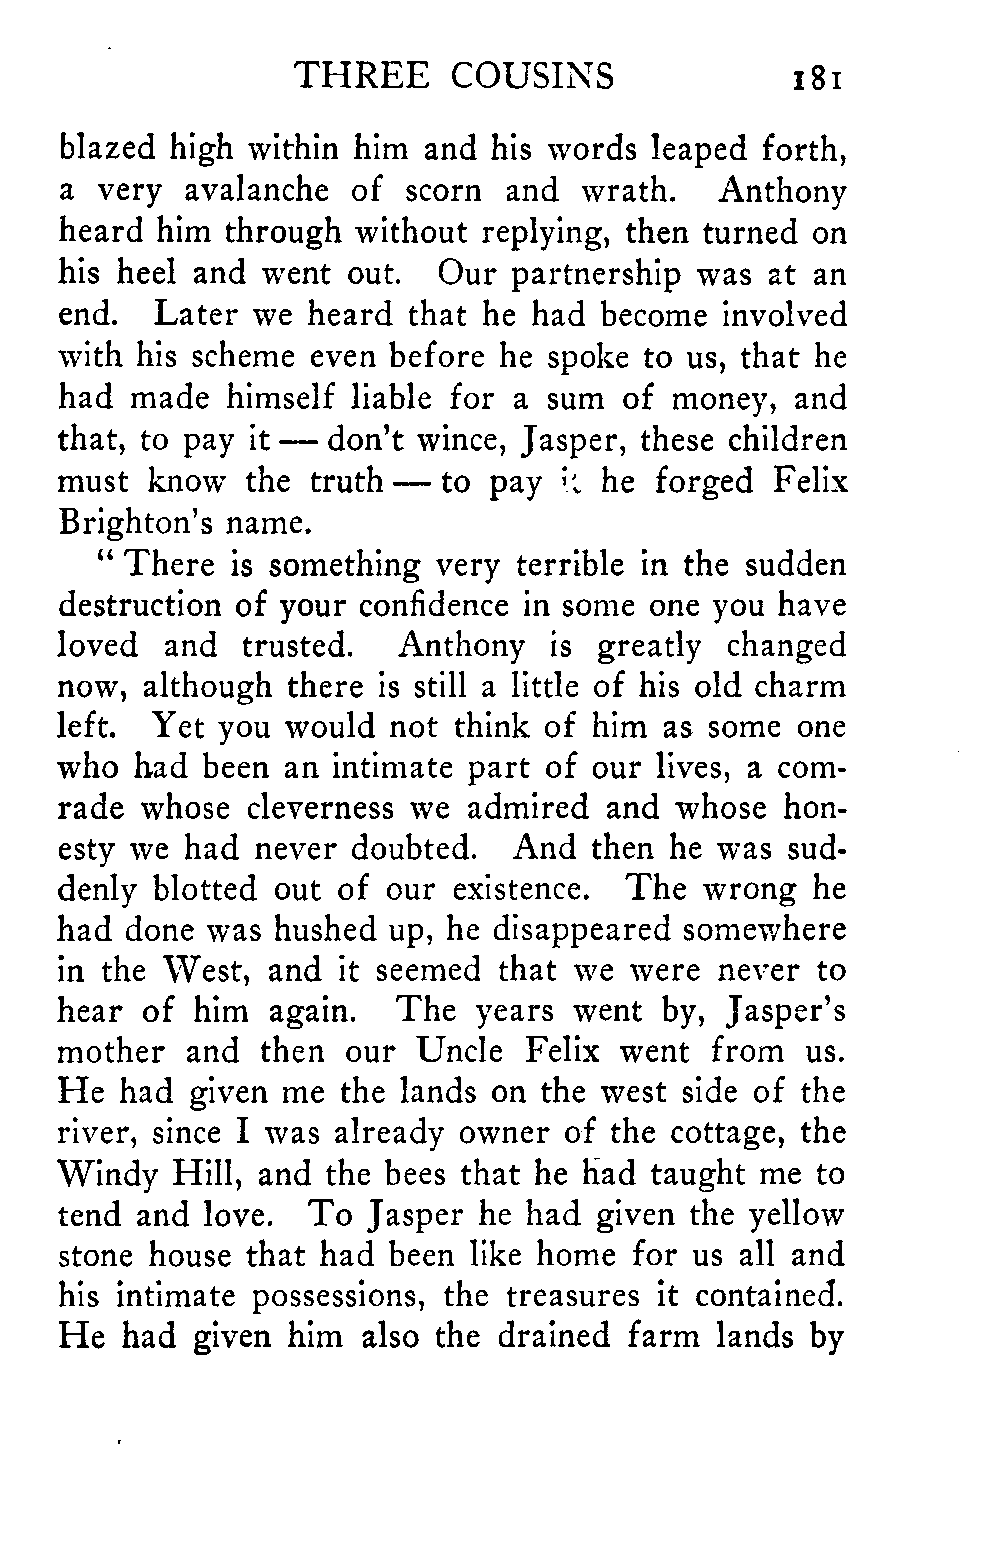 THREE COUSINS 181
blazed high within him and his words leaped forth,
a very avalanche of scorn and wrath. Anthony
heard him through without replying, then turned on
his heel and went out. Our partnership was at an
end. Later we heard that he had become involved
with his scheme even before he spoke to us, that he
had made himself liable for a sum of money, and
that, to pay it — don't wince, Jasper, these children
must know the truth — to pay it he forged Felix
Brighton's name.
"There is something very terrible in the sudden
destruction of your confidence in some one you have
loved and trusted. Anthony is greatly changed
now, although there is still a little of his old charm
left. Yet you would not think of him as some one
who had been an intimate part of our lives, a com-
rade whose cleverness we admired and whose hon-
esty we had never doubted. And then he was sud-
denly blotted out of our existence. The wrong he
had done was hushed up, he disappeared somewhere
in the West, and it seemed that we were never to
hear of him again. The years went by, Jasper's
mother and then our Uncle Felix went from us.
He had given me the lands on the west side of the
river, since I was already owner of the cottage, the
Windy Hill, and the bees that he had taught me to
tend and love. To Jasper he had given the yellow
stone house that had been like home for us all and
his intimate possessions, the treasures it contained.
He had given him also the drained farm lands by